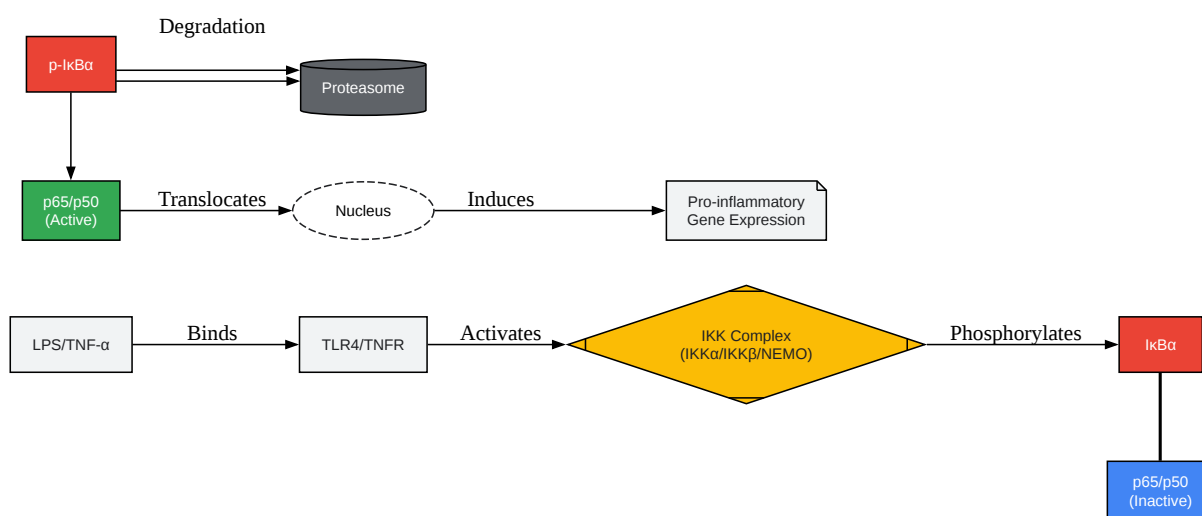 Degradation
p-IκBα
Proteasome
p65/p50
(Active)
Translocates
Nucleus
Induces
Pro-inflammatory
Gene Expression
LPS/TNF-α
Binds
TLR4/TNFR
Activates
IKK Complex
(IKKα/IKKβ/NEMO)
Phosphorylates
IκBα
p65/p50
(Inactive)